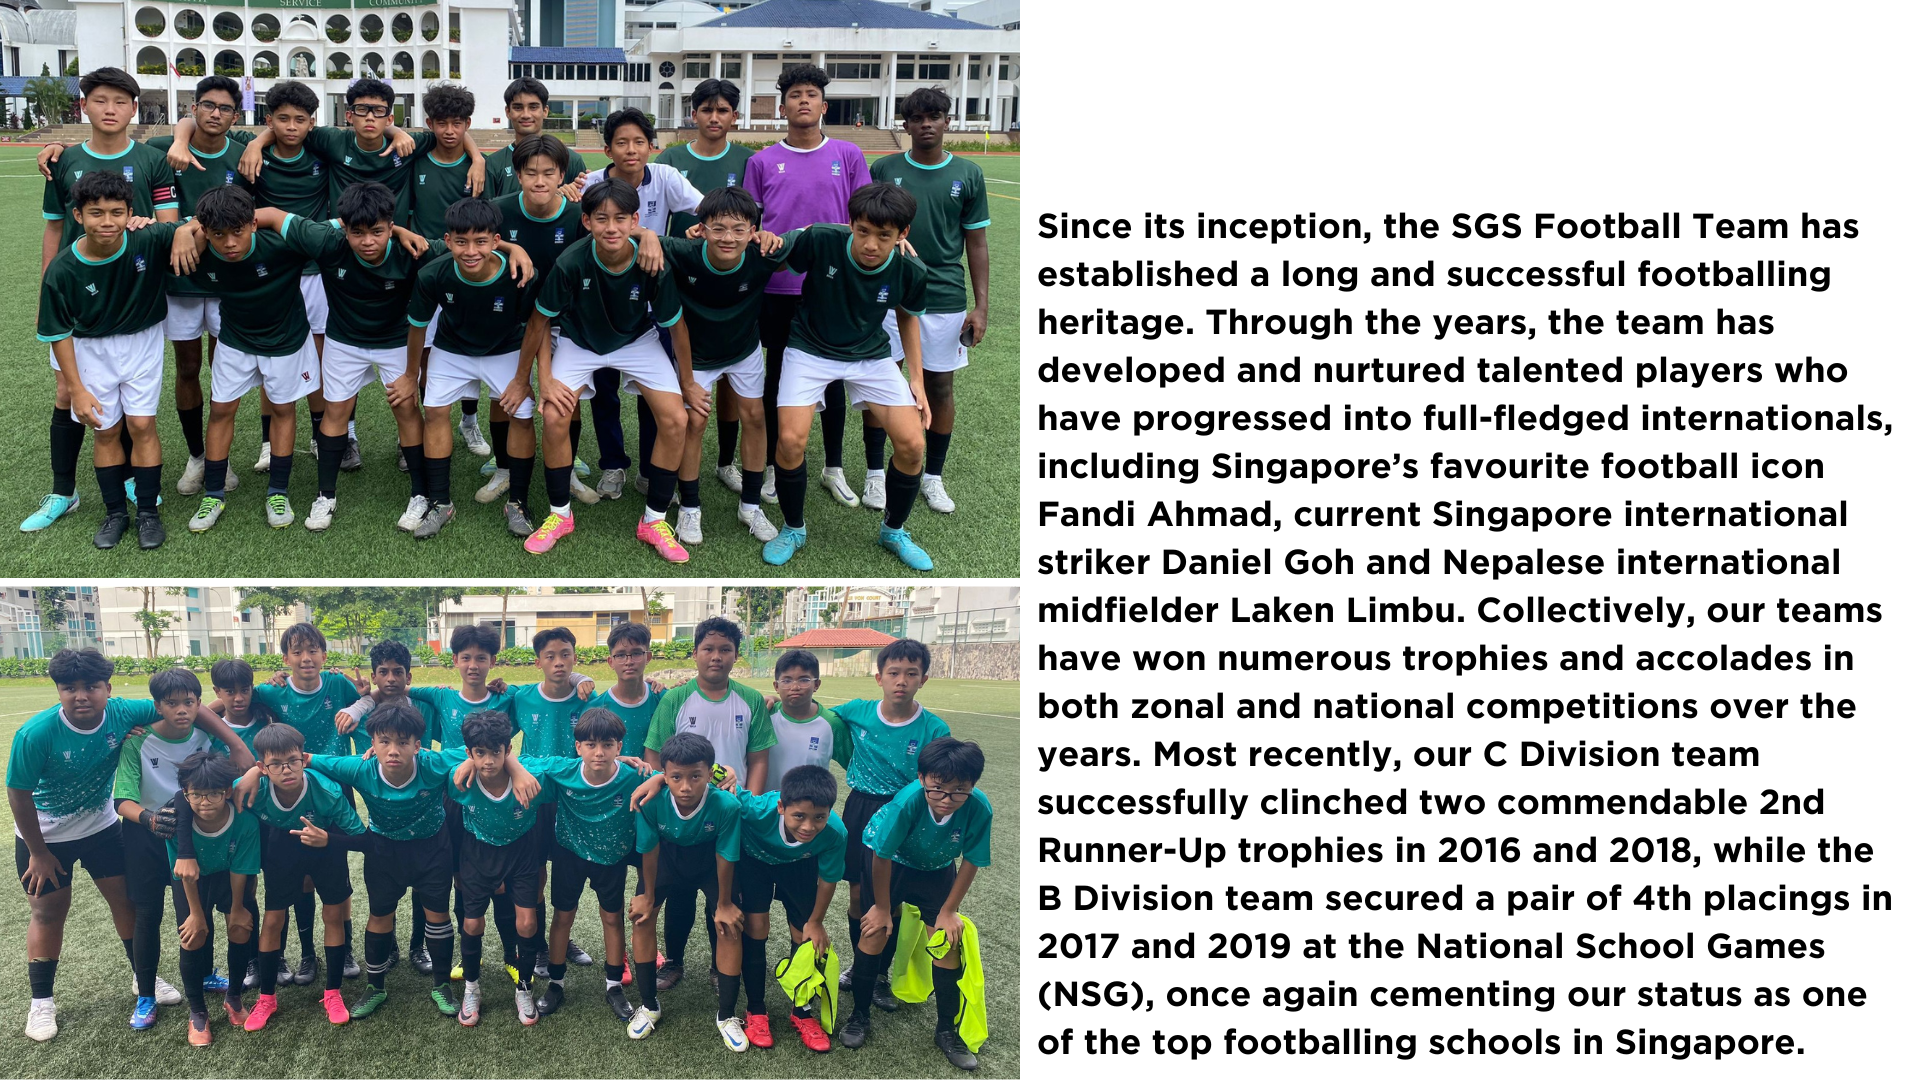 SERVICE
COMMUNITY
C
Since its inception, the SGS Football Team has
established a long and successful footballing
heritage. Through the years, the team has
developed and nurtured talented players who
have progressed into full-fledged internationals,
including Singapore’s favourite football icon
Fandi Ahmad, current Singapore international
striker Daniel Goh and Nepalese international
midfielder Laken Limbu. Collectively, our teams
have won numerous trophies and accolades in
both zonal and national competitions over the
years. Most recently, our C Division team
successfully clinched two commendable 2nd
Runner-Up trophies in 2016 and 2018, while the
B Division team secured a pair of 4th placings in
2017 and 2019 at the National School Games
(NSG), once again cementing our status as one
of the top footballing schools in Singapore.